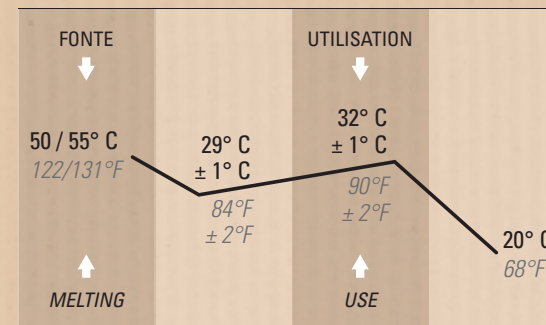 FONTE
UTILISATION
50 / 55° C
122/131°F
29° C
± 1° C
84°F
± 2°F
32° C
± 1° C
90°F
± 2°F
20° C
68°F
MELTING
USE